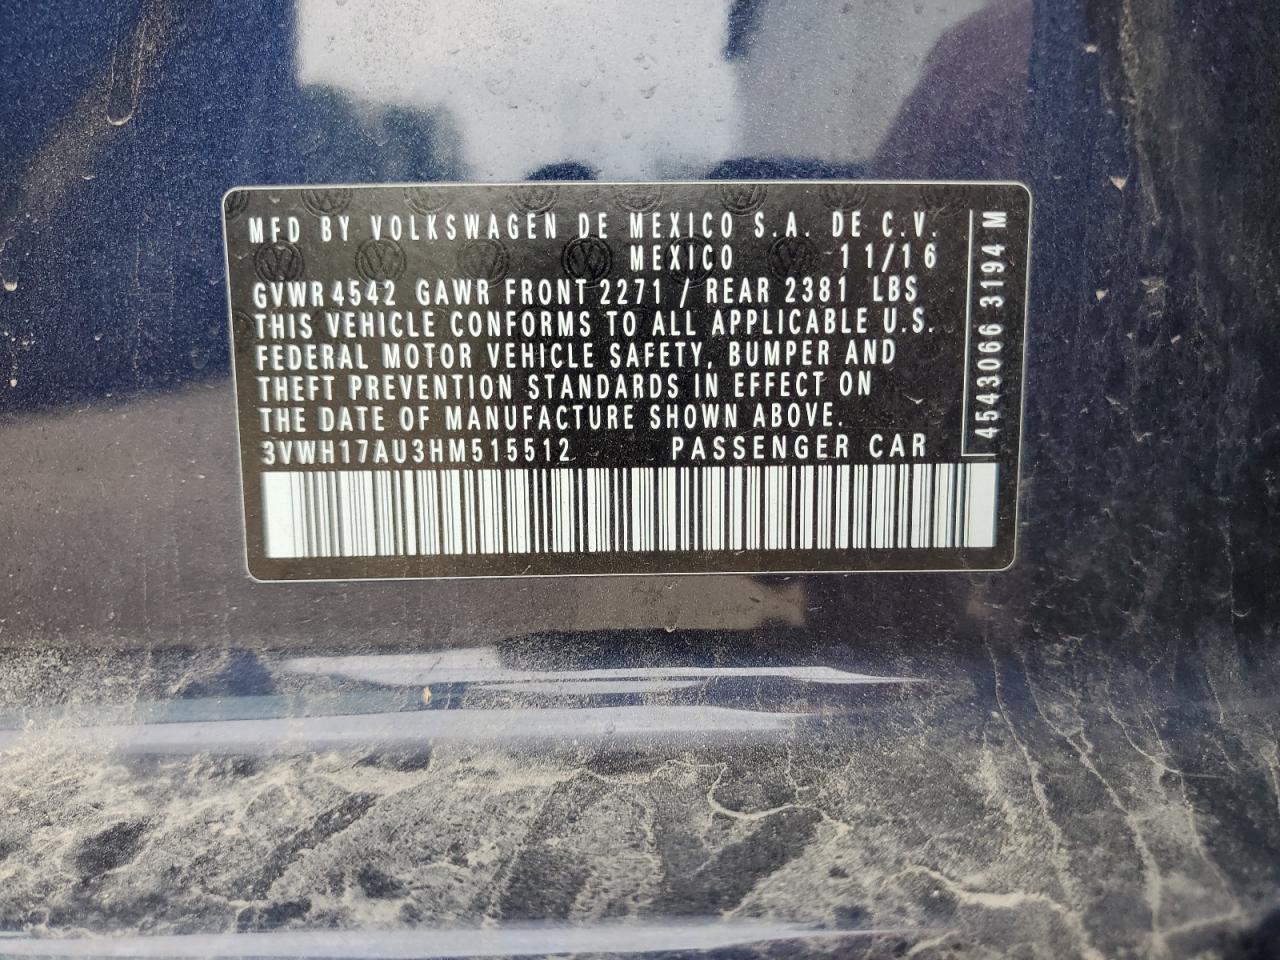 MFD BY VOLKSWAGEN DE MEXICO S.A. DE C.V.
MEXICO 11/16
GVWR 4542 GAWR FRONT 2271 / REAR 2381 LBS
THIS VEHICLE CONFORMS TO ALL APPLICABLE U.S.
FEDERAL MOTOR VEHICLE SAFETY, BUMPER AND
THEFT PREVENTION STANDARDS IN EFFECT ON
THE DATE OF MANUFACTURE SHOWN ABOVE.
3VWH17AU3HM515512 PASSENGER CAR
4543066 3194 M